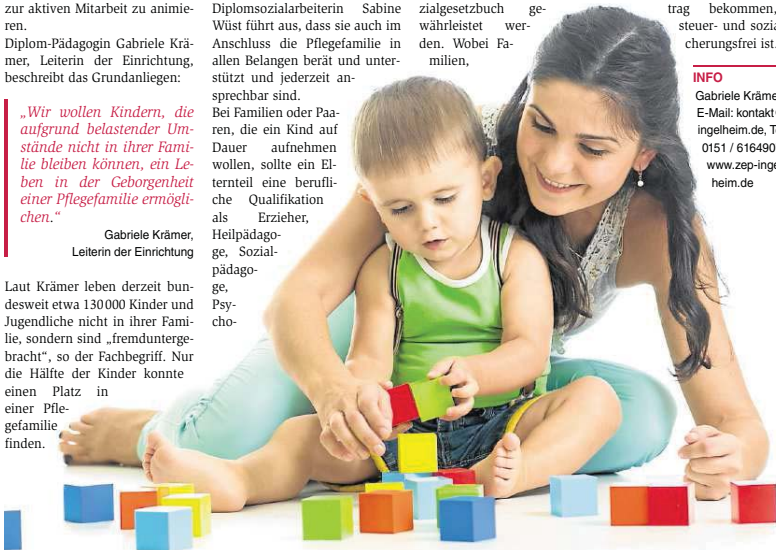 zur aktiven Mitarbeit zu animie-
ren.
Diplom-Pädagogin Gabriele Krä-
mer, Leiterin der Einrichtung,
beschreibt das Grundanliegen:
„Wir wollen Kindern, die
aufgrund belastender Um-
stände nicht in ihrer Fami-
lie bleiben können, ein Le-
ben in der Geborgenheit
einer Pflegefamilie ermögli-
chen.“
Gabriele Krämer,
Leiterin der Einrichtung
Laut Krämer leben derzeit bun-
desweit etwa 130 000 Kinder und
Jugendliche nicht in ihrer Fami-
lie, sondern sind „fremdunterge-
bracht“, so der Fachbegriff. Nur
die Hälfte der Kinder konnte
einen Platz in
einer Pfle-
gefamilie
finden.
Diplomsozialarbeiterin Sabine
Wüst führt aus, dass sie auch im
Anschluss die Pflegefamilie in
allen Belangen berät und unter-
stützt und jederzeit an-
sprechbar sind.
Bei Familien oder Paa-
ren, die ein Kind auf
Dauer aufnehmen
wollen, sollte ein El-
ternteil eine berufli-
che Qualifikation
als Erzieher,
Heilpädago-
ge, Sozial-
pädago-
ge,
Psy-
cho-
zialgesetzbuch ge-
währleistet wer-
den. Wobei Fa-
milien,
trag bekommen,
steuer- und sozia
cherungsfrei ist.
INFO
Gabriele Kräme
E-Mail: kontakt
ingelheim.de, T
0151 / 616490
www.zep-inge
heim.de